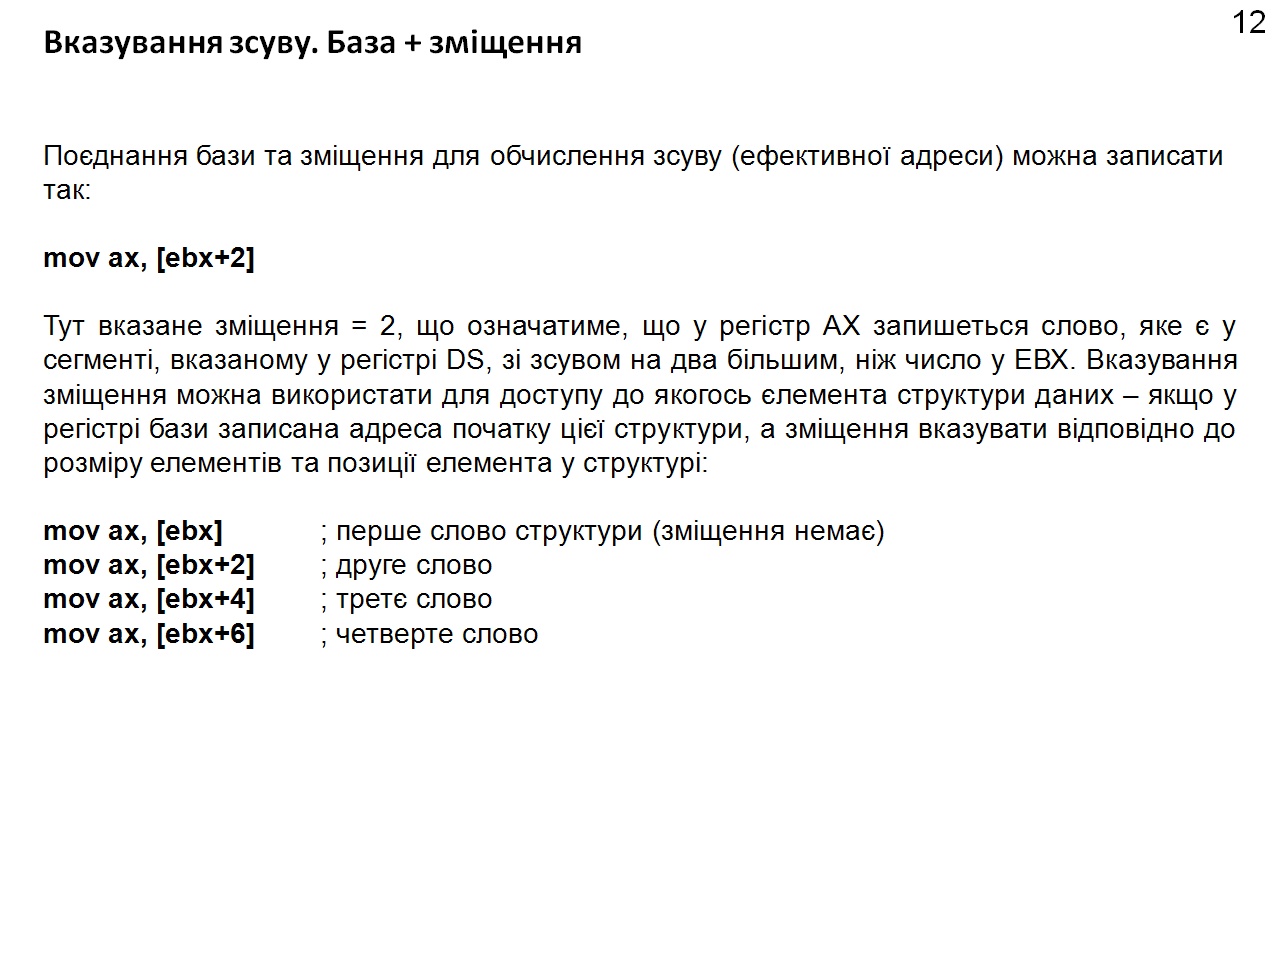 12
Вказування зсуву. База + зміщення
Поєднання бази та зміщення для обчислення зсуву (ефективної адреси) можна записати
так:
mov ax, [ebx+2]
Тут вказане зміщення = 2, що означатиме, що у регістр AX запишеться слово, яке є у
сегменті, вказаному у регістрі DS, зі зсувом на два більшим, ніж число у EBX. Вказування
зміщення можна використати для доступу до якогось єлемента структури даних – якщо у
регістрі бази записана адреса початку цієї структури, а зміщення вказувати відповідно до
розміру елементів та позиції елемента у структурі:
mov ax, [ebx] ; перше слово структури (зміщення немає)
mov ax, [ebx+2] ; друге слово
mov ax, [ebx+4] ; третє слово
mov ax, [ebx+6] ; четверте слово